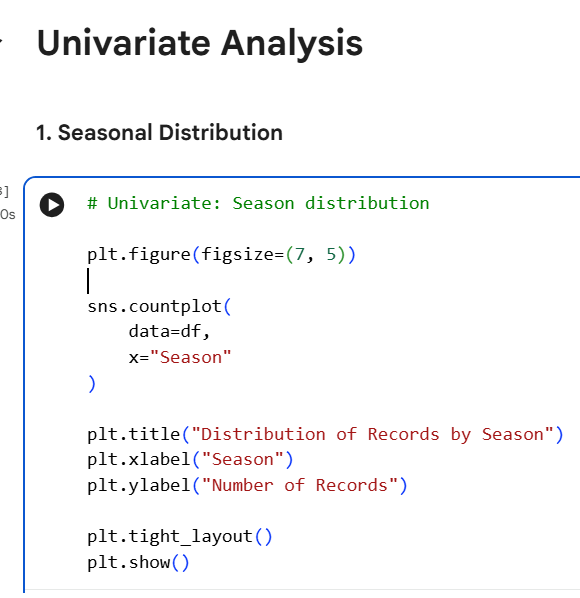 Univariate Analysis
1. Seasonal Distribution
]
0s
# Univariate: Season distribution
plt.figure(figsize=(7, 5))
sns.countplot(
    data=df,
    x="Season"
)
plt.title("Distribution of Records by Season")
plt.xlabel("Season")
plt.ylabel("Number of Records")
plt.tight_layout()
plt.show()